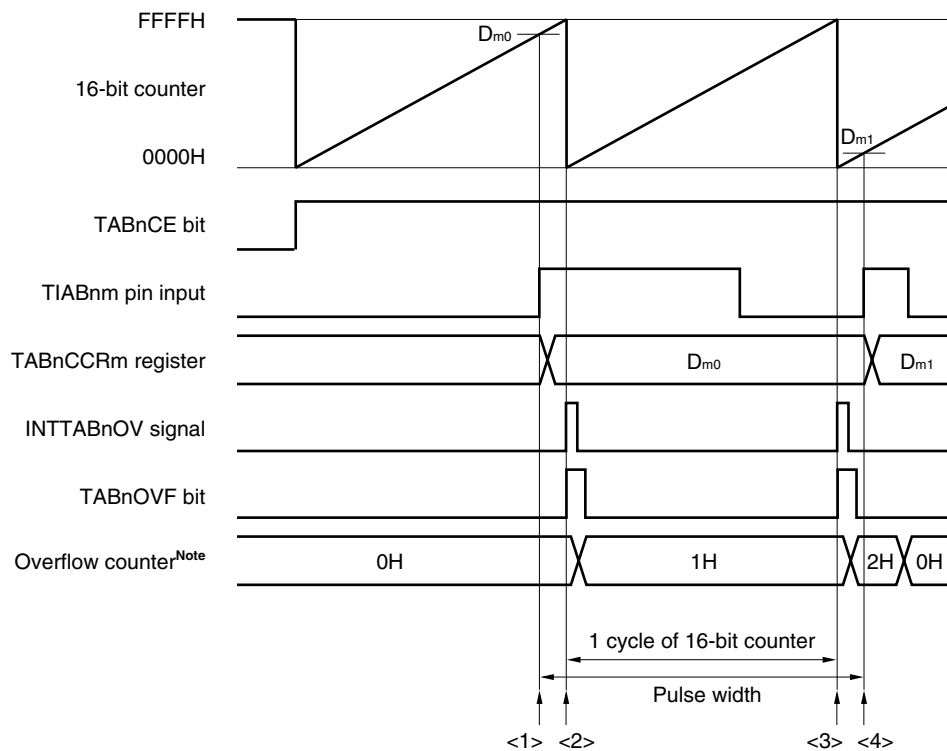 FFFFH
Dm0
16-bit counter
Dm1
0000H
TABnCE bit
TIABnm pin input
TABnCCRm register
Dm0
Dm1
INTTABnOV signal
TABnOVF bit
Overflow counterNote
0H
1H
2H
0H
1 cycle of 16-bit counter
Pulse width
<1> <2> <3> <4>